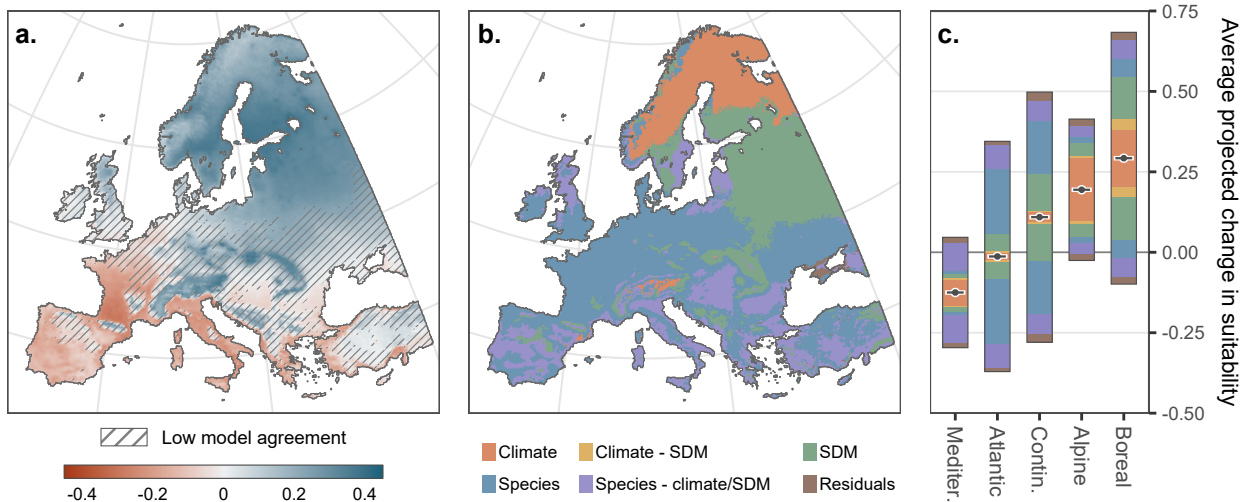 a.
b.
c.
0.75
0.50
0.25
0.00
-0.25
-0.50
Average projected change in suitability
Mediter.
Atlantic
Contin.
Alpine
Boreal
Low model agreement
-0.4 -0.2 0 0.2 0.4
Climate Climate - SDM SDM
Species Species - climate/SDM Residuals